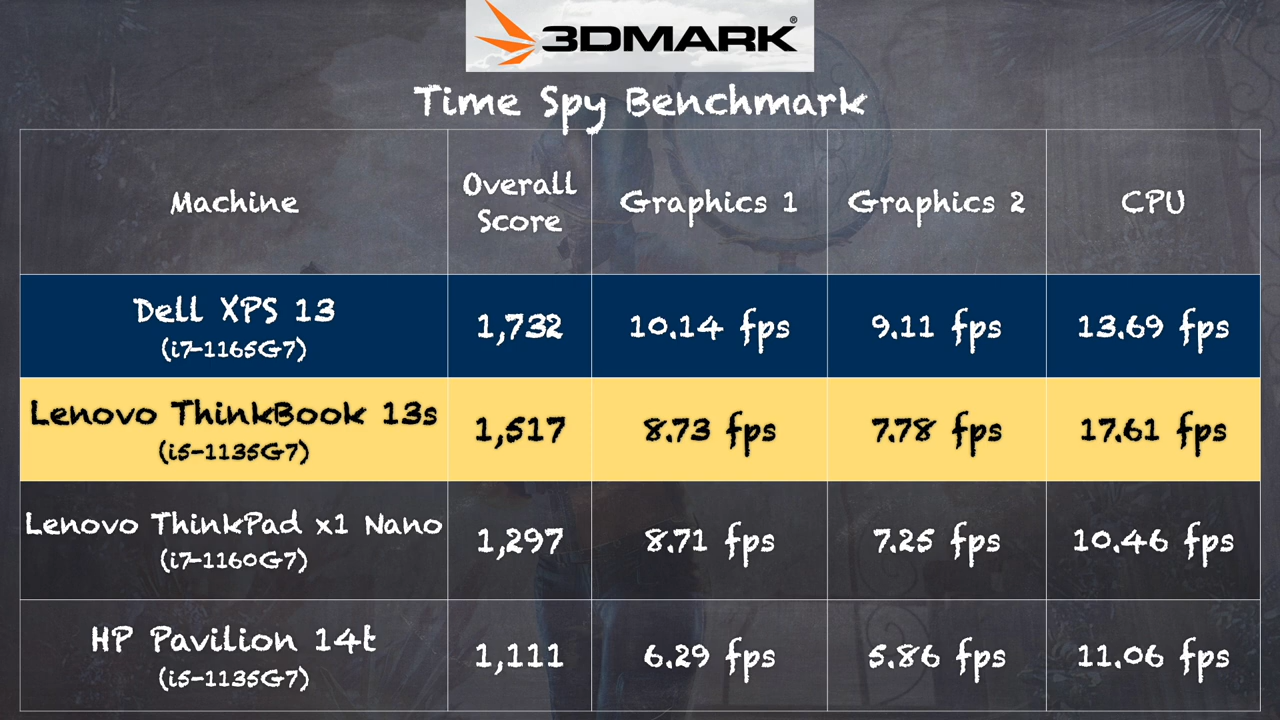 3DMARK®
Time Spy Benchmark
Machine
Overall
Score
Graphics 1
Graphics 2
CPU
Dell XPS 13
(i7-1165G7)
1,732
10.14 fps
9.11 fps
13.69 fps
Lenovo ThinkBook 13s
(i5-1135G7)
1,517
8.73 fps
7.78 fps
17.61 fps
Lenovo ThinkPad x1 Nano
(i7-1160G7)
1,297
8.71 fps
7.25 fps
10.46 fps
HP Pavilion 14t
(i5-1135G7)
1,111
6.29 fps
5.86 fps
11.06 fps